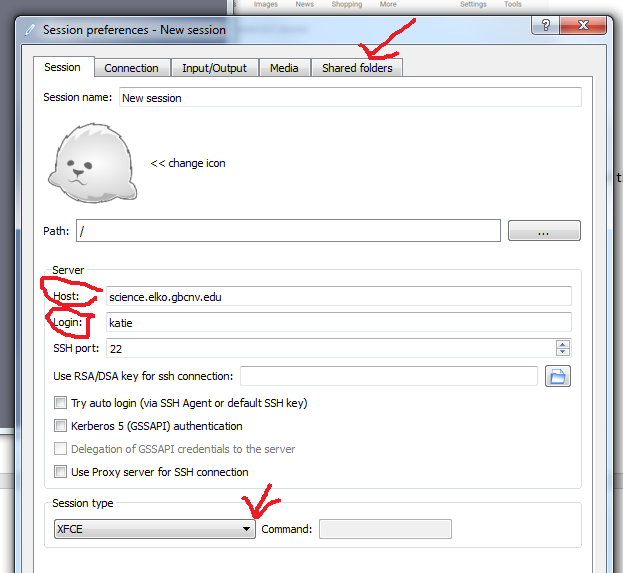 Images News Shopping More Settings Tools
Session preferences - New session
Session Connection Input/Output Media Shared folders
Session name: New session
<< change icon
Path: / ...
Server
Host: science.elko.gbcnv.edu
Login: katie
SSH port: 22
Use RSA/DSA key for ssh connection:
Try auto login (via SSH Agent or default SSH key)
Kerberos 5 (GSSAPI) authentication
Delegation of GSSAPI credentials to the server
Use Proxy server for SSH connection
Session type
XFCE Command: